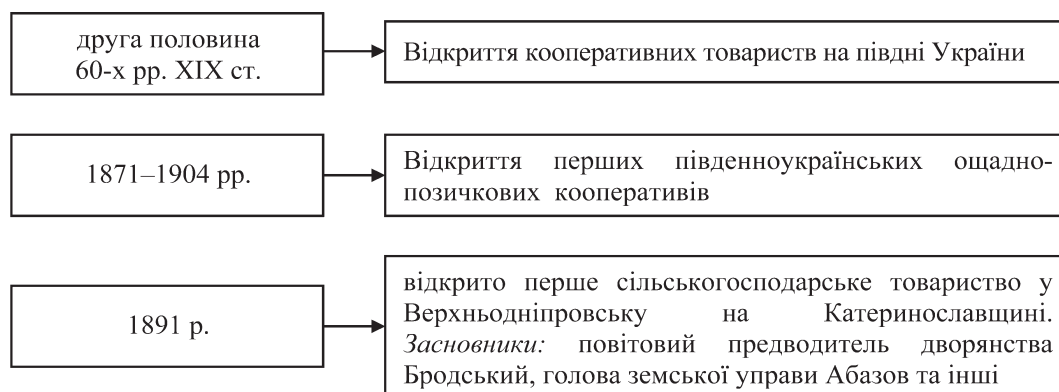 друга половина
60-х рр. XIX ст.
Відкриття кооперативних товариств на півдні України
1871–1904 рр.
Відкриття перших південноукраїнських ощадно-
позичкових кооперативів
1891 р.
відкрито перше сільськогосподарське товариство у
Верхньодніпровську на Катеринославщині.
Засновники: повітовий предводитель дворянства
Бродський, голова земської управи Абазов та інші